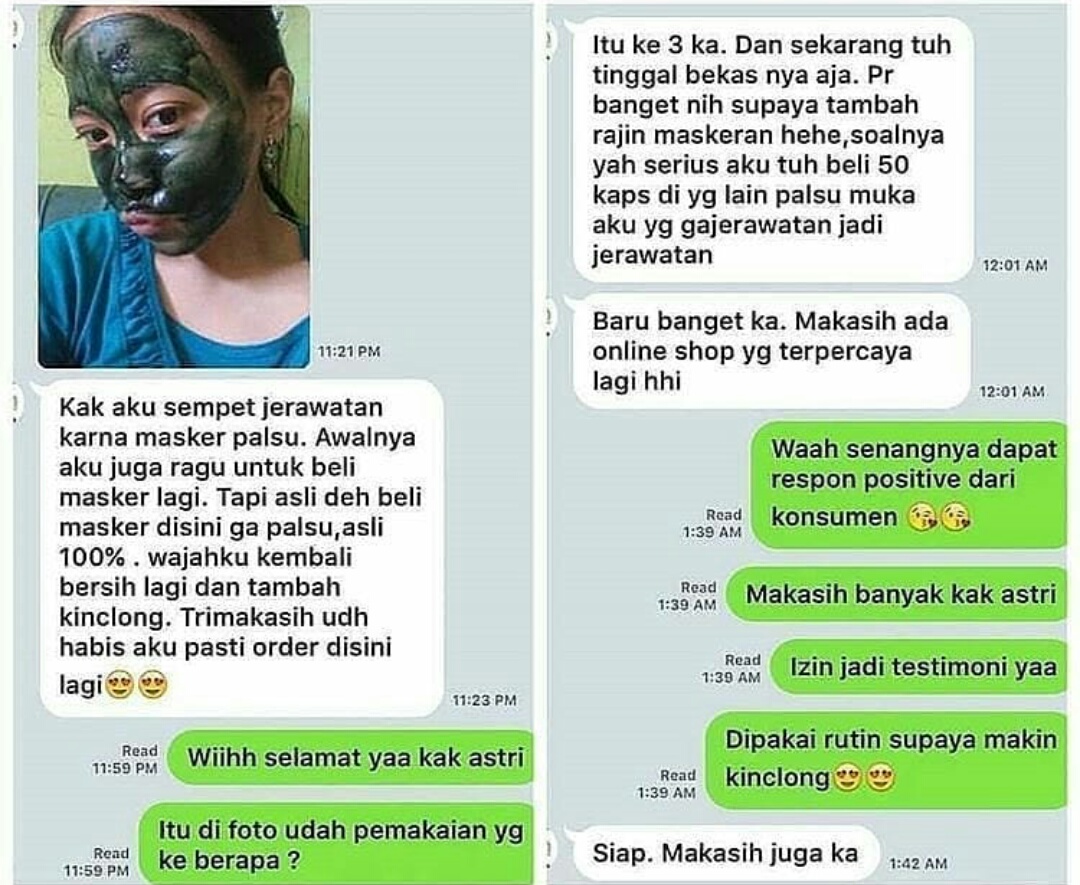 11:21 PM
Kak aku sempet jerawatan
karna masker palsu. Awalnya
aku juga ragu untuk beli
masker lagi. Tapi asli deh beli
masker disini ga palsu,asli
100% . wajahku kembali
bersih lagi dan tambah
kinclong. Trimakasih udh
habis aku pasti order disini
lagi😍😍
11:23 PM
Read
11:59 PM
Wiihh selamat yaa kak astri
Read
11:59 PM
Itu di foto udah pemakaian yg
ke berapa ?
Itu ke 3 ka. Dan sekarang tuh
tinggal bekas nya aja. Pr
banget nih supaya tambah
rajin maskeran hehe,soalnya
yah serius aku tuh beli 50
kaps di yg lain palsu muka
aku yg gajerawatan jadi
jerawatan
12:01 AM
Baru banget ka. Makasih ada
online shop yg terpercaya
lagi hhi
12:01 AM
Waah senangnya dapat
respon positive dari
konsumen 😘😘
Read
1:39 AM
Read
1:39 AM
Makasih banyak kak astri
Read
1:39 AM
Izin jadi testimoni yaa
Dipakai rutin supaya makin
kinclong😍😍
Read
1:39 AM
Siap. Makasih juga ka
1:42 AM